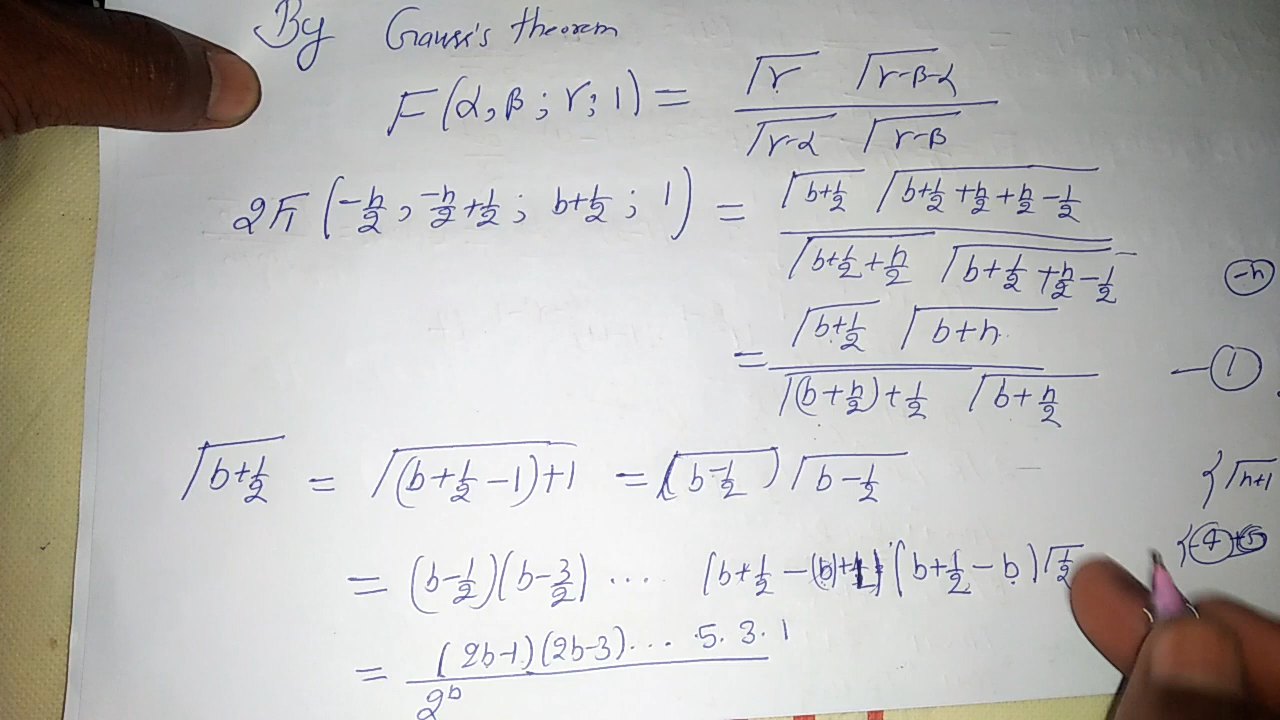 By Gauss's theorem
F(α, β; γ; 1) = Γγ Γγ-β-α / Γγ-α Γγ-β
2F1(-n/2, -n/2+1/2; b+1/2; 1) = Γb+1/2 Γb+1/2+n/2+n/2-1/2 / Γb+1/2+n/2 Γb+1/2+n/2-1/2
-n
= Γb+1/2 Γb+n / Γ(b+n/2)+1/2 Γb+n/2 —①
Γb+1/2 = Γ(b+1/2-1)+1 = (b-1/2) Γb-1/2 {Γn+1
= (b-1/2)(b-3/2) .... (b+1/2-(b)+1)(b+1/2-b) Γ1/2
= (2b-1)(2b-3)... 5. 3. 1 / 2^b